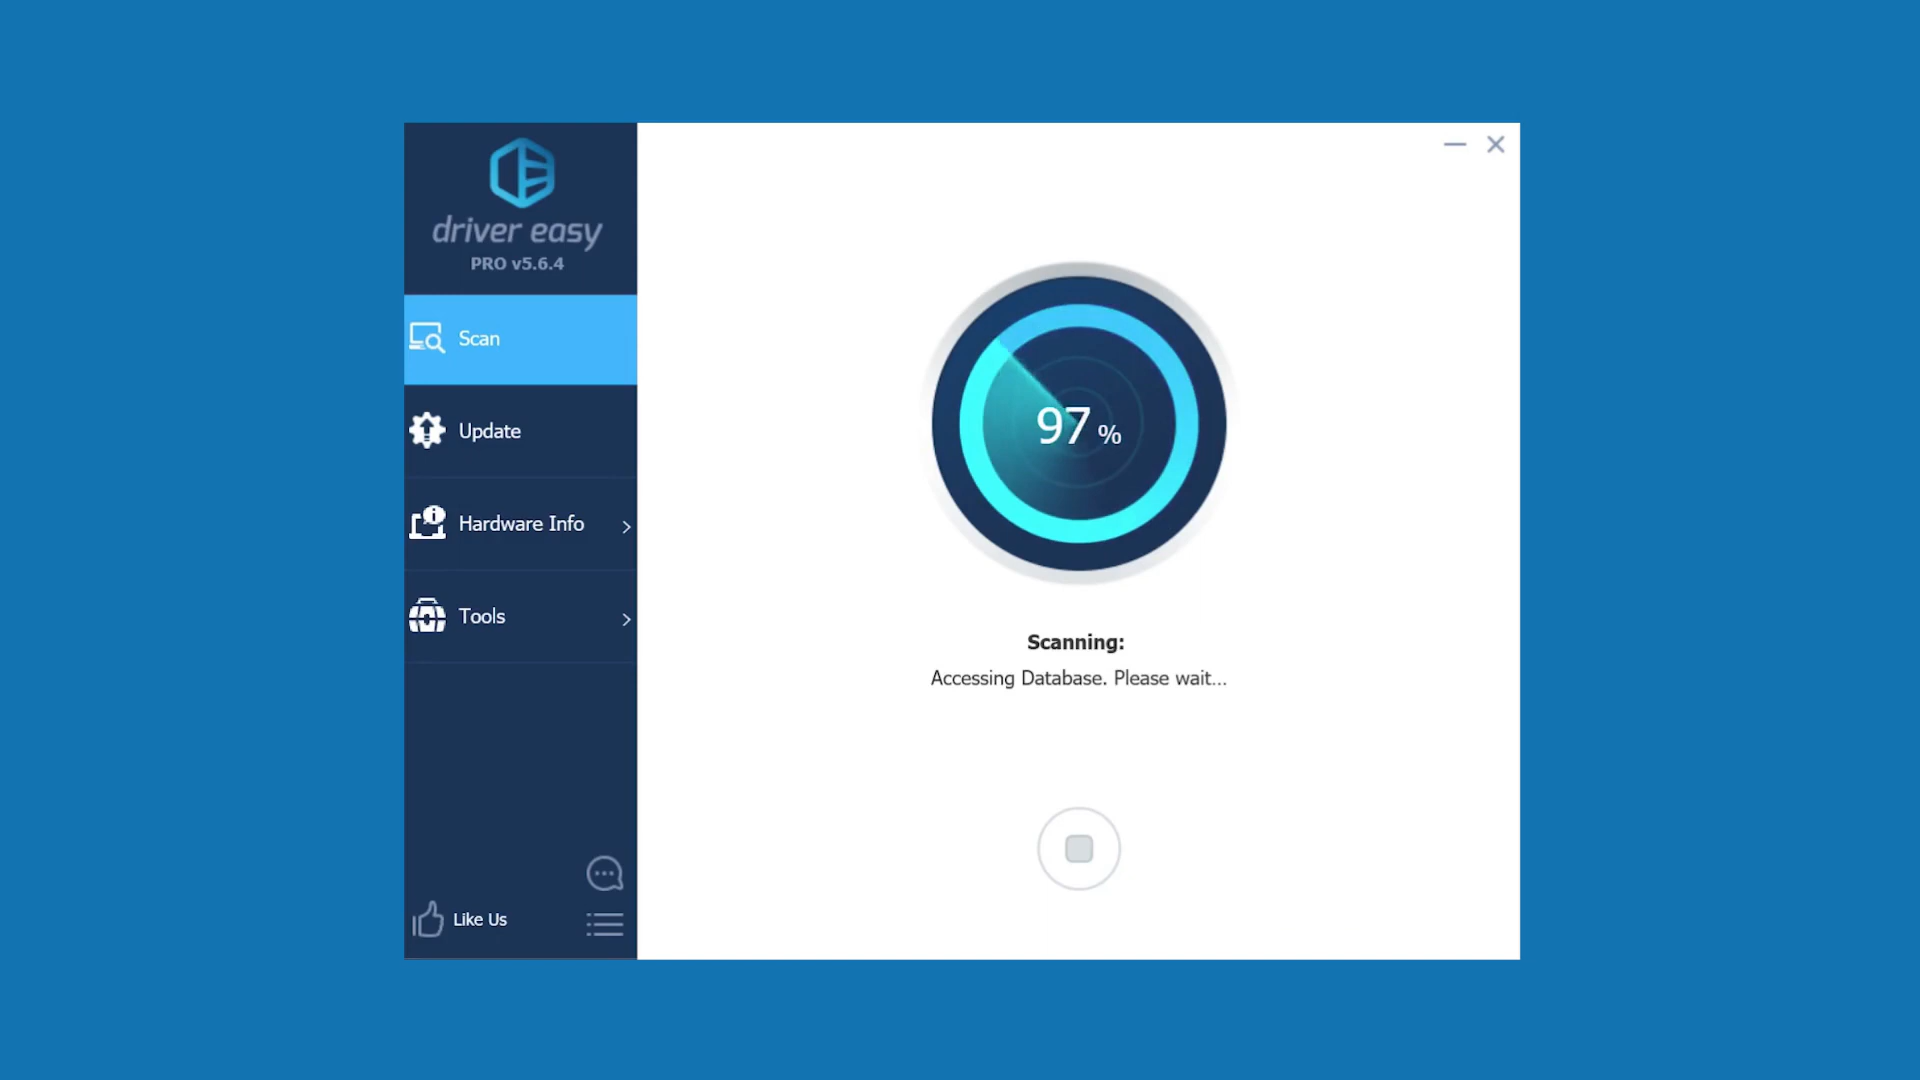 driver easy
PRO v5.6.4
Scan
Update
Hardware Info
Tools
Like Us
97 %
Scanning:
Accessing Database. Please wait...